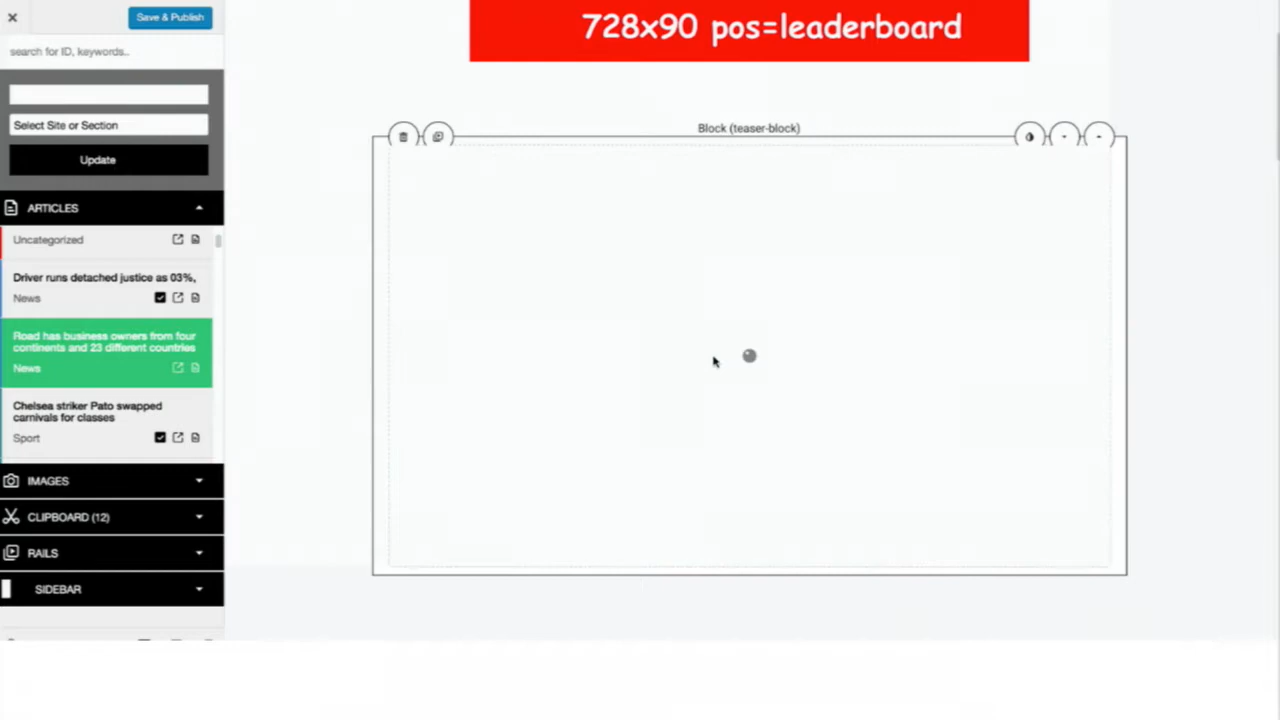 Save & Publish
728x90 pos=leaderboard
search for ID, keywords..
Select Site or Section
Update
Block (teaser-block)
ARTICLES
Uncategorized
Driver runs detached justice as 03%,
News
Road has business owners from four
continents and 23 different countries
News
Chelsea striker Pato swapped
carnivals for classes
Sport
IMAGES
CLIPBOARD (12)
RAILS
SIDEBAR